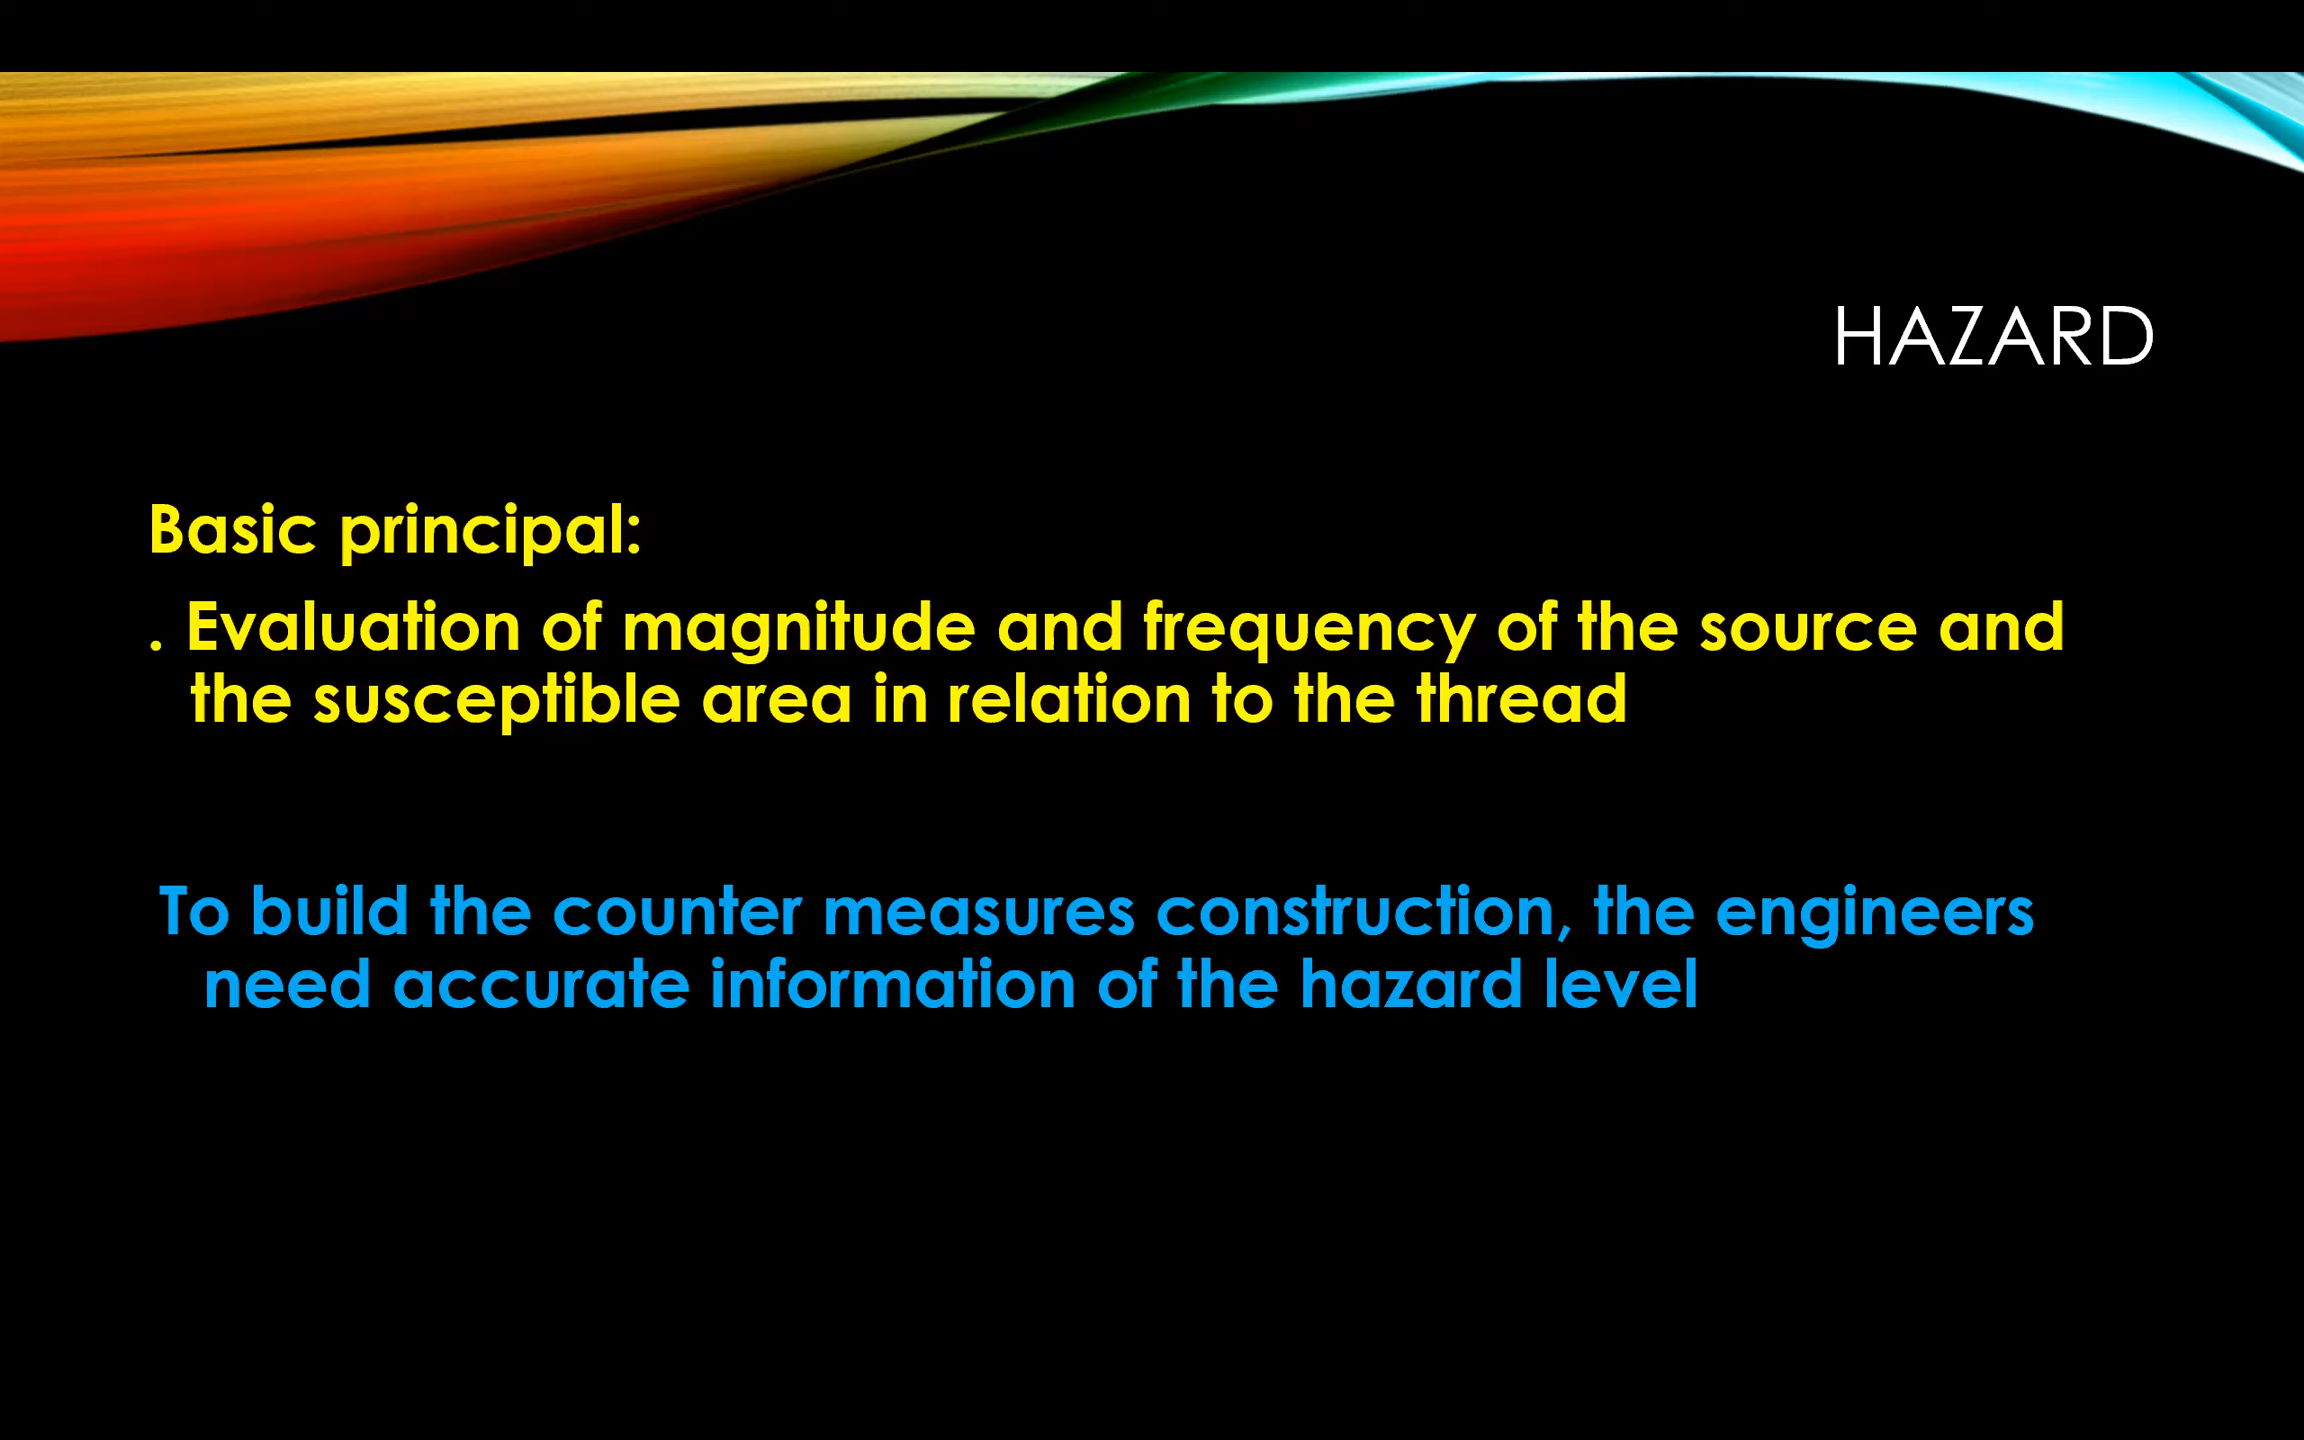 HAZARD
Basic principal:
. Evaluation of magnitude and frequency of the source and
the susceptible area in relation to the thread
To build the counter measures construction, the engineers
need accurate information of the hazard level